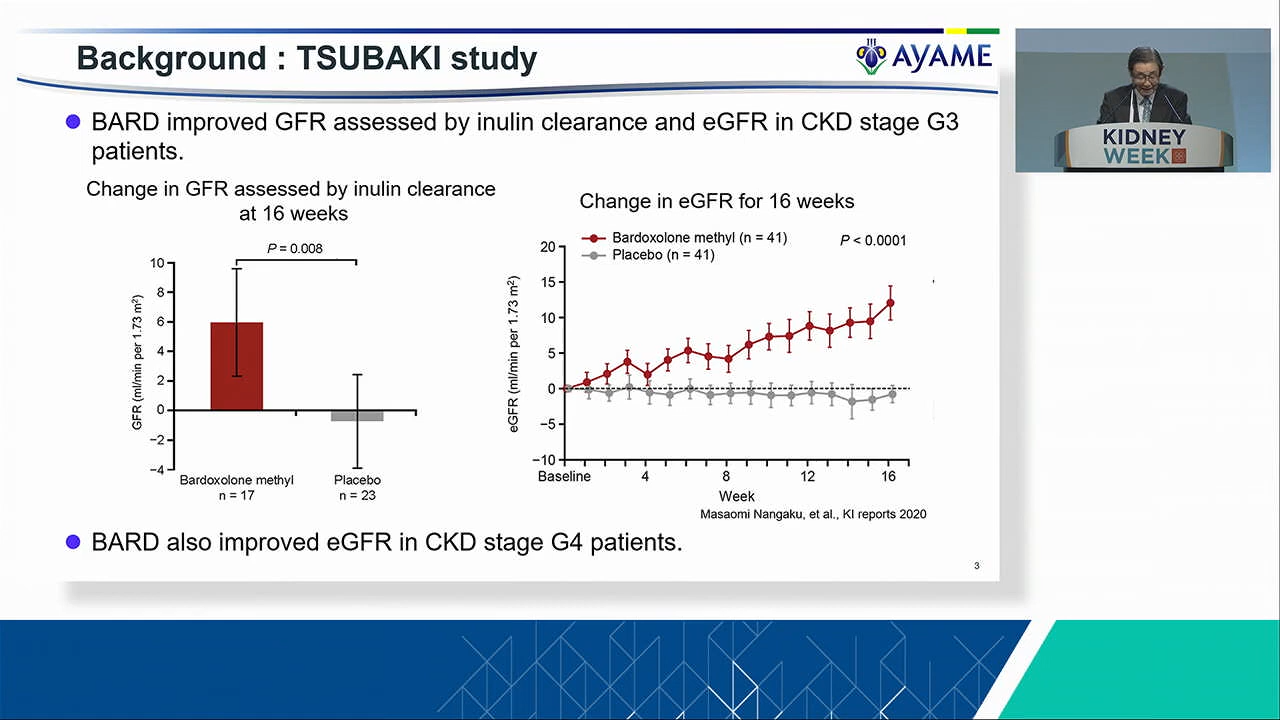 Background : TSUBAKI study
AYAME
BARD improved GFR assessed by inulin clearance and eGFR in CKD stage G3
patients.
Change in GFR assessed by inulin clearance
at 16 weeks
P = 0.008
10
8
6
4
2
0
−2
−4
GFR (ml/min per 1.73 m²)
Bardoxolone methyl
n = 17
Placebo
n = 23
Change in eGFR for 16 weeks
Bardoxolone methyl (n = 41)
Placebo (n = 41)
P < 0.0001
20
15
10
5
0
−5
−10
eGFR (ml/min per 1.73 m²)
Baseline 4 8 12 16
Week
Masaomi Nangaku, et al., KI reports 2020
BARD also improved eGFR in CKD stage G4 patients.
3
KIDNEY
WEEK